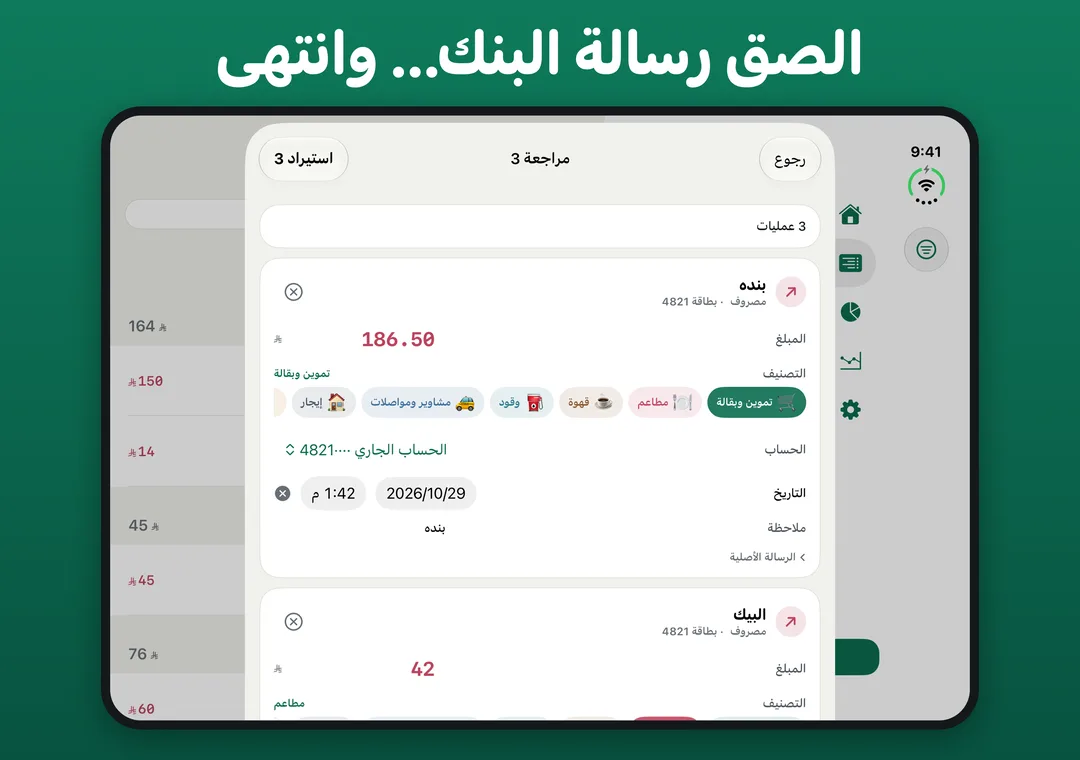 الصق رسالة البنك... وانتهى
9:41
رجوع
مراجعة 3
استيراد 3
3 عمليات
بنده
مصروف · بطاقة 4821
المبلغ
186.50
التصنيف
تموين وبقالة
تموين وبقالة
مطاعم
قهوة
وقود
مشاوير ومواصلات
إيجار
الحساب
الحساب الجاري ····4821
التاريخ
2026/10/29
1:42 م
ملاحظة
بنده
الرسالة الأصلية
البيك
مصروف · بطاقة 4821
المبلغ
42
التصنيف
مطاعم
164
150
14
45
45
76
60